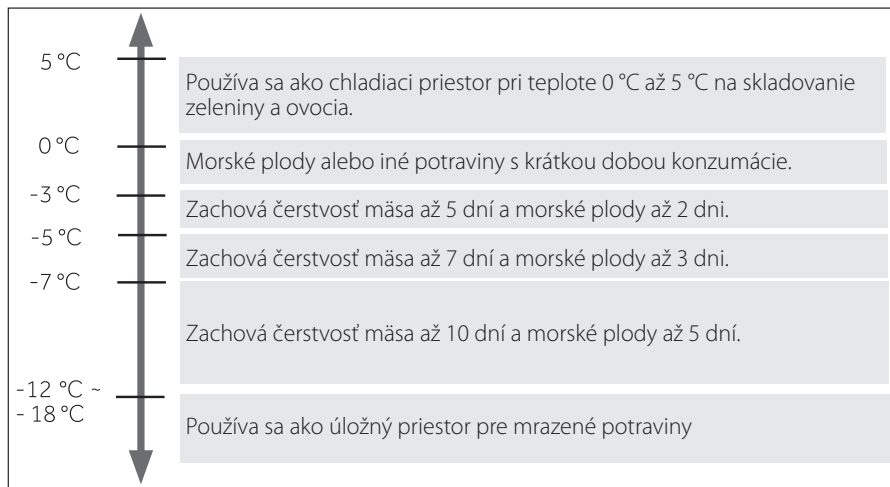 5 °C
Používa sa ako chladiaci priestor pri teplote 0 °C až 5 °C na skladovanie
zeleniny a ovocia.
0 °C
Morské plody alebo iné potraviny s krátkou dobou konzumácie.
-3 °C
Zachová čerstvosť mäsa až 5 dní a morské plody až 2 dni.
-5 °C
Zachová čerstvosť mäsa až 7 dní a morské plody až 3 dni.
-7 °C
Zachová čerstvosť mäsa až 10 dní a morské plody až 5 dní.
-12 °C ~
- 18 °C
Používa sa ako úložný priestor pre mrazené potraviny